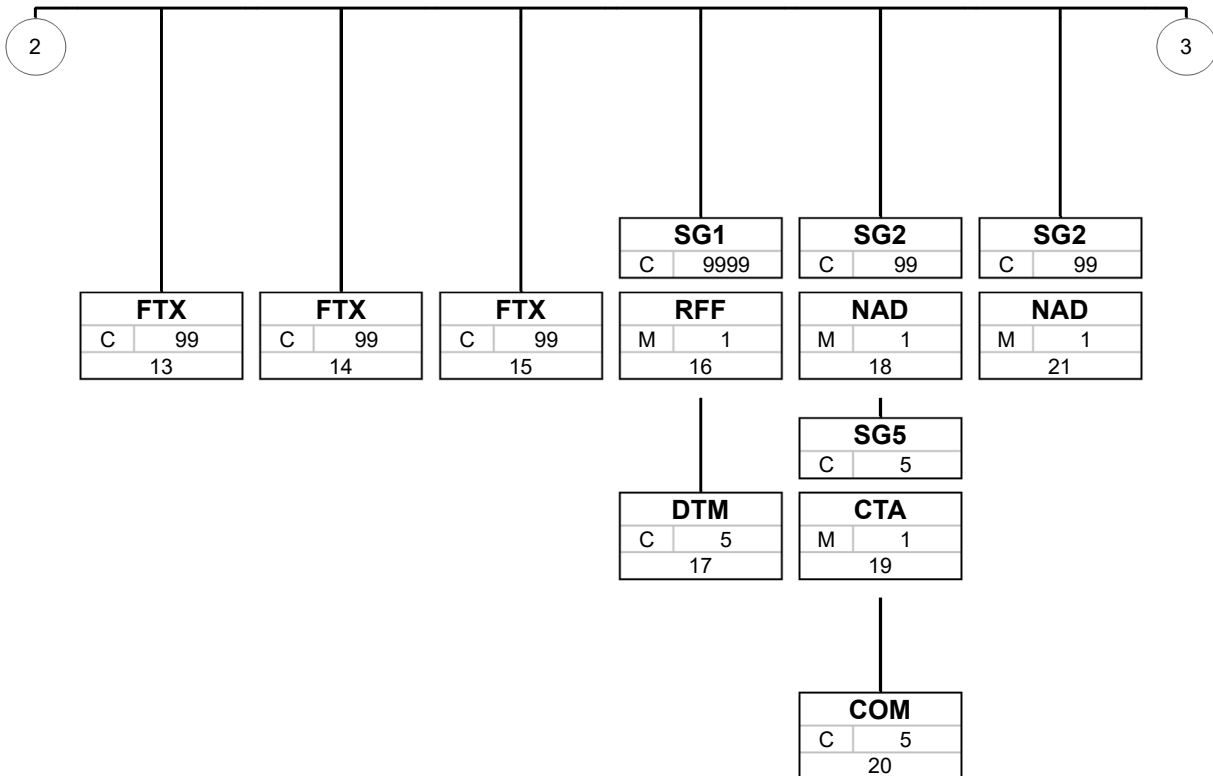 2
3
SG1
C 9999
SG2
C 99
SG2
C 99
FTX
C 99
13
FTX
C 99
14
FTX
C 99
15
RFF
M 1
16
NAD
M 1
18
NAD
M 1
21
SG5
C 5
DTM
C 5
17
CTA
M 1
19
COM
C 5
20